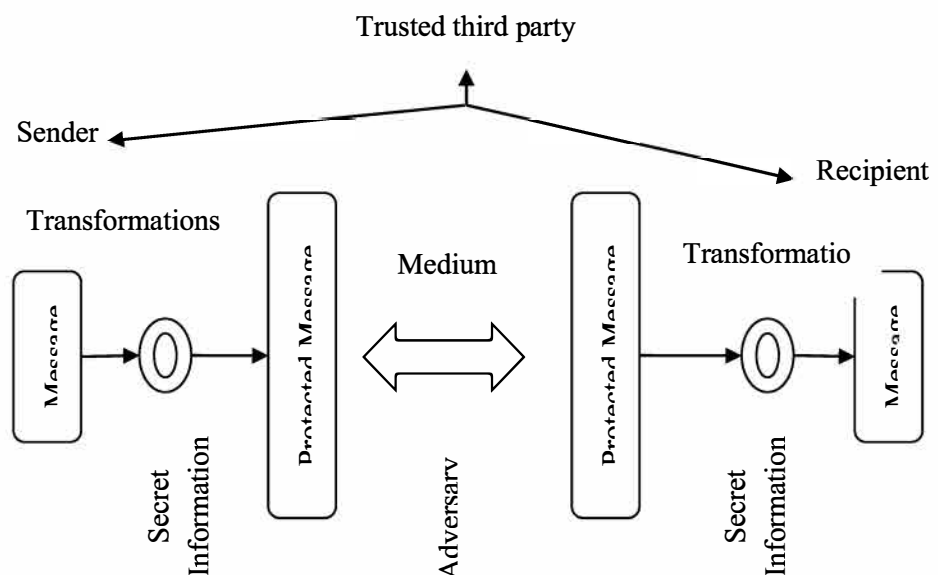 Trusted third party
Sender
Recipient
Transformations
Medium
Transformatio
Message
Protected Message
Protected Message
Message
Secret
Information
Adversary
Secret
Information